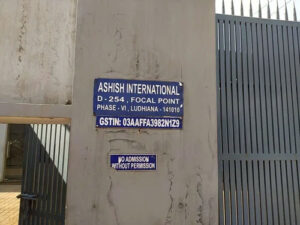 ASHISH INTERNATIONAL
D - 254 , FOCAL POINT
PHASE - VI , LUDHIANA - 141010
GSTIN: 03AAFFA3982N1Z9
NO ADMISSION
WITHOUT PERMISSION